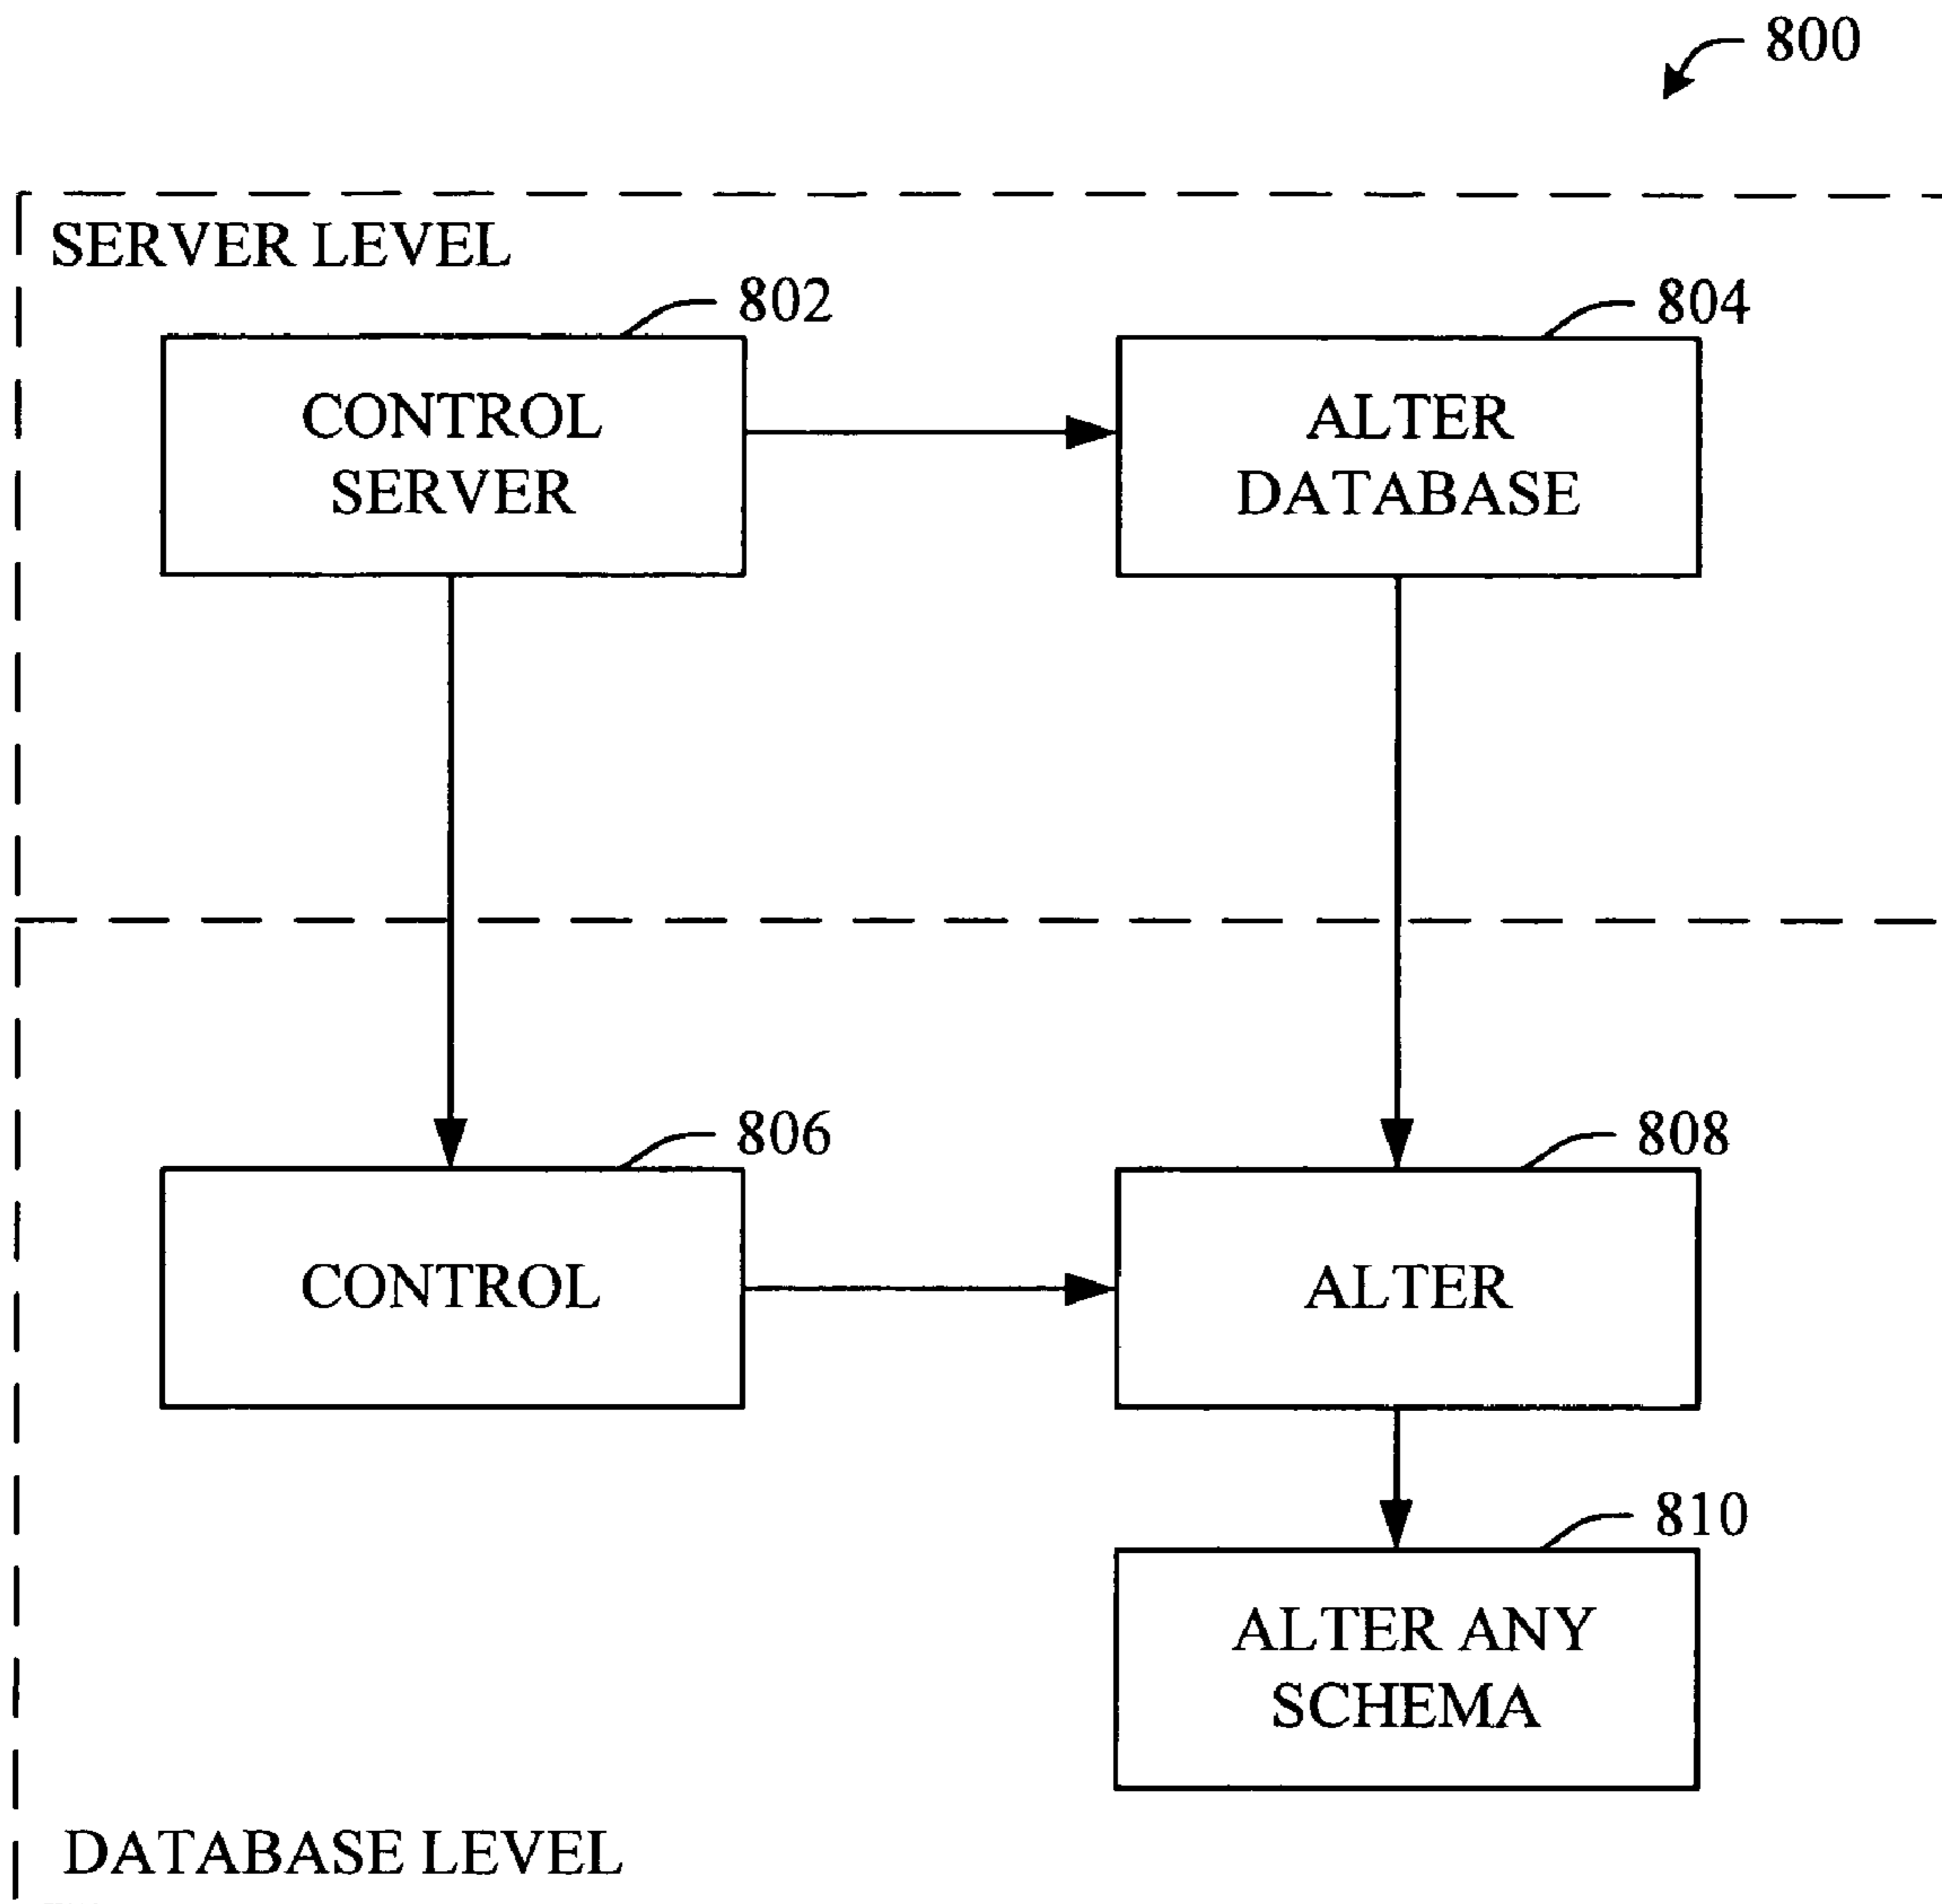 800
SERVER LEVEL
802
804
CONTROL
SERVER
ALTER
DATABASE
806
808
CONTROL
ALTER
810
ALTER ANY
SCHEMA
DATABASE LEVEL